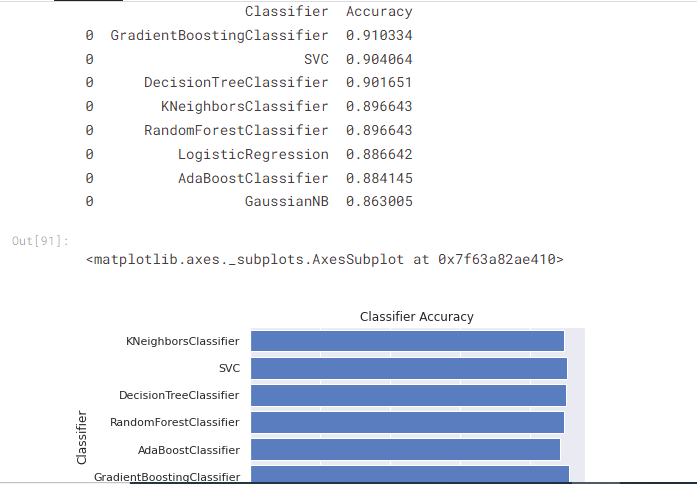 Classifier Accuracy
0 GradientBoostingClassifier 0.910334
0 SVC 0.904064
0 DecisionTreeClassifier 0.901651
0 KNeighborsClassifier 0.896643
0 RandomForestClassifier 0.896643
0 LogisticRegression 0.886642
0 AdaBoostClassifier 0.884145
0 GaussianNB 0.863005
Out[91]:
<matplotlib.axes._subplots.AxesSubplot at 0x7f63a82ae410>
Classifier Accuracy
KNeighborsClassifier
SVC
DecisionTreeClassifier
RandomForestClassifier
AdaBoostClassifier
GradientBoostingClassifier
Classifier